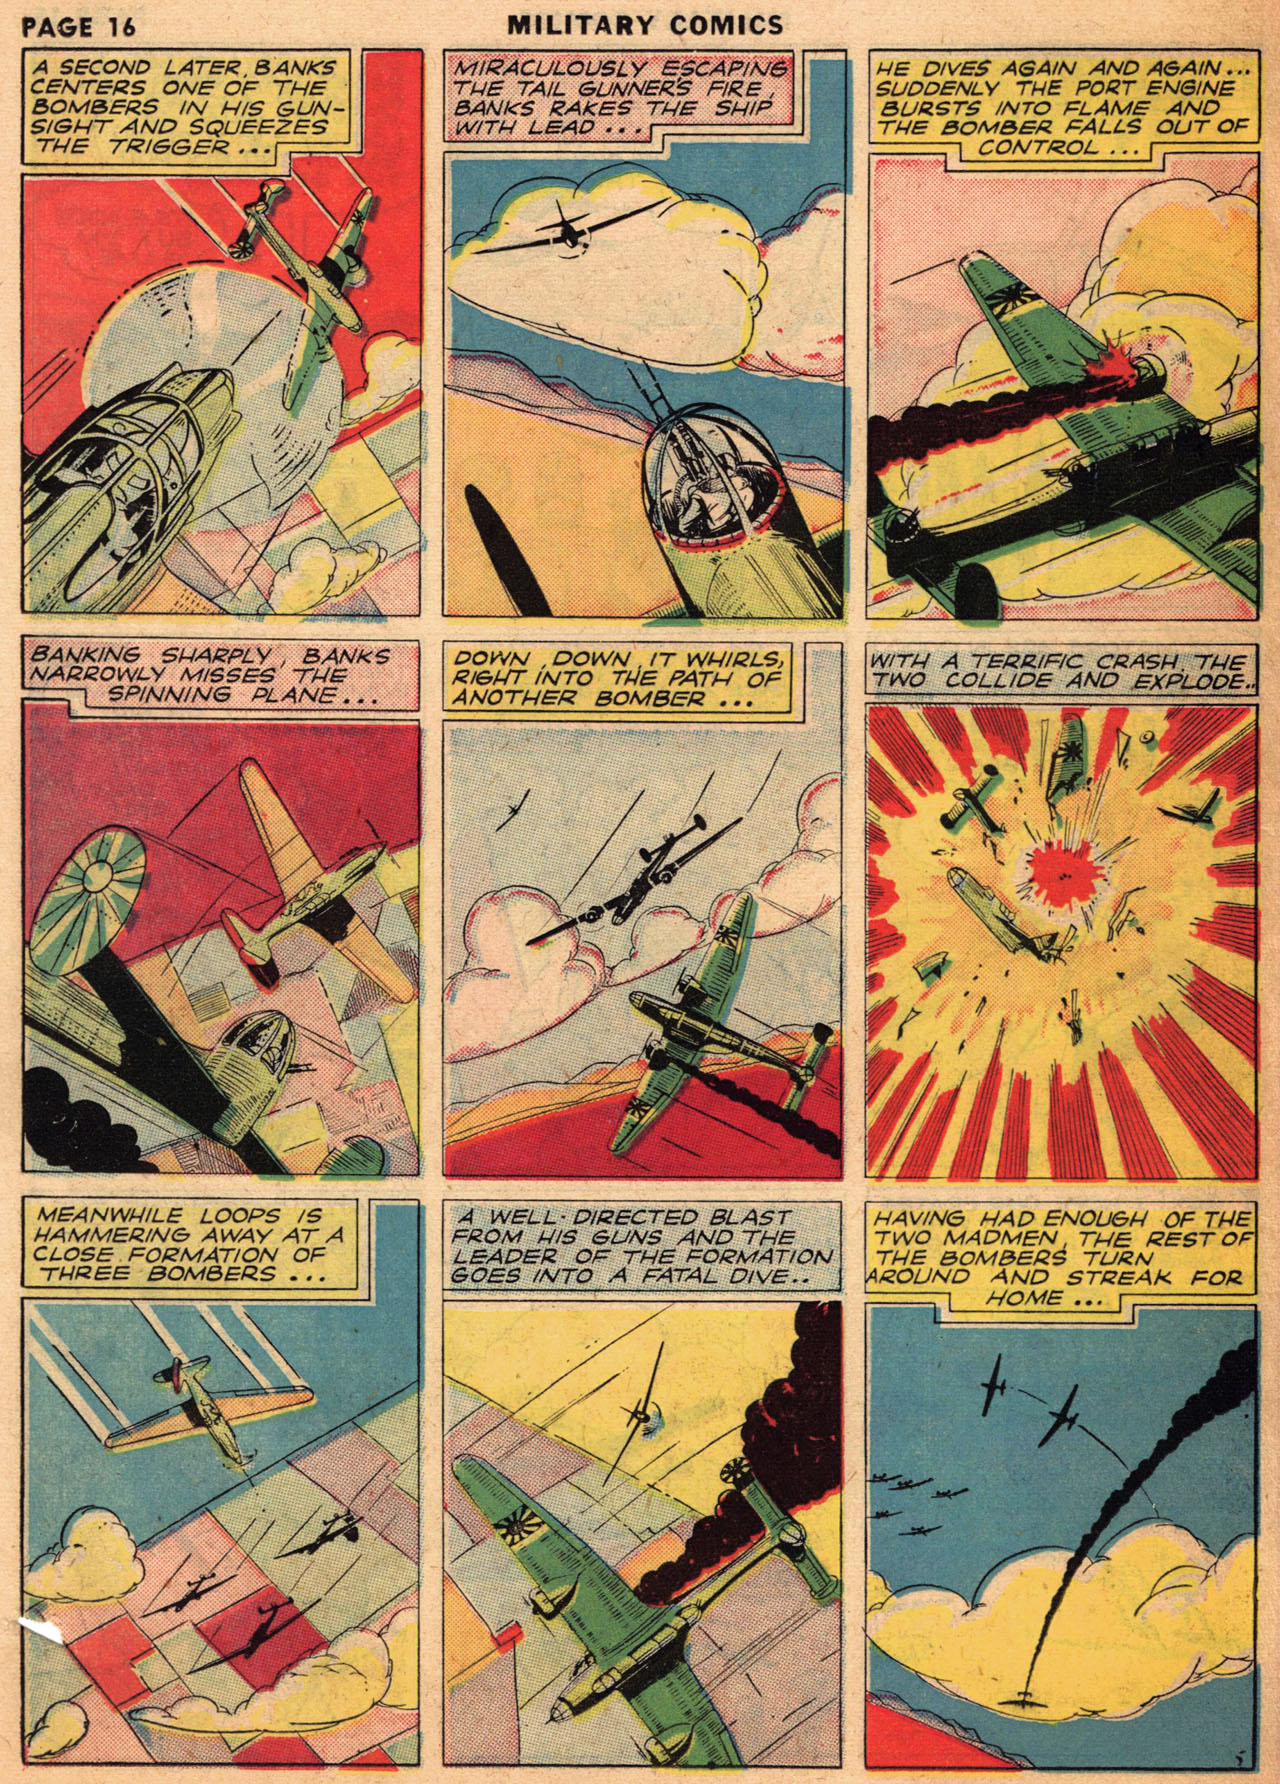 PAGE 16
MILITARY COMICS
A SECOND LATER, BANKS
CENTERS ONE OF THE
BOMBERS IN HIS GUN-
SIGHT AND SQUEEZES
THE TRIGGER...
MIRACULOUSLY ESCAPING
THE TAIL GUNNER'S FIRE,
BANKS RAKES THE SHIP
WITH LEAD...
HE DIVES AGAIN AND AGAIN...
SUDDENLY THE PORT ENGINE
BURSTS INTO FLAME AND
THE BOMBER FALLS OUT OF
CONTROL...
BANKING SHARPLY, BANKS
NARROWLY MISSES THE
SPINNING PLANE...
DOWN, DOWN, IT WHIRLS,
RIGHT INTO THE PATH OF
ANOTHER BOMBER...
WITH A TERRIFIC CRASH, THE
TWO COLLIDE AND EXPLODE..
MEANWHILE LOOPS IS
HAMMERING AWAY AT A
CLOSE FORMATION OF
THREE BOMBERS...
A WELL-DIRECTED BLAST
FROM HIS GUNS AND THE
LEADER OF THE FORMATION
GOES INTO A FATAL DIVE..
HAVING HAD ENOUGH OF THE
TWO MADMEN, THE REST OF
THE BOMBERS TURN
AROUND AND STREAK FOR
HOME...
5